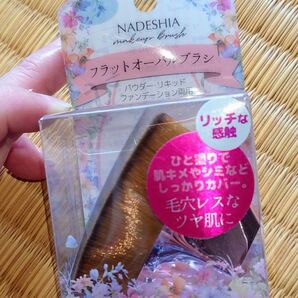 NADESHIA
makeup brush
フラットオーバルブラシ
パウダー・リキッド
ファンデーション両用
リッチな
感触
ひと塗りで
肌キメやシミなど
しっかりカバー。
毛穴レスな
ツヤ肌に